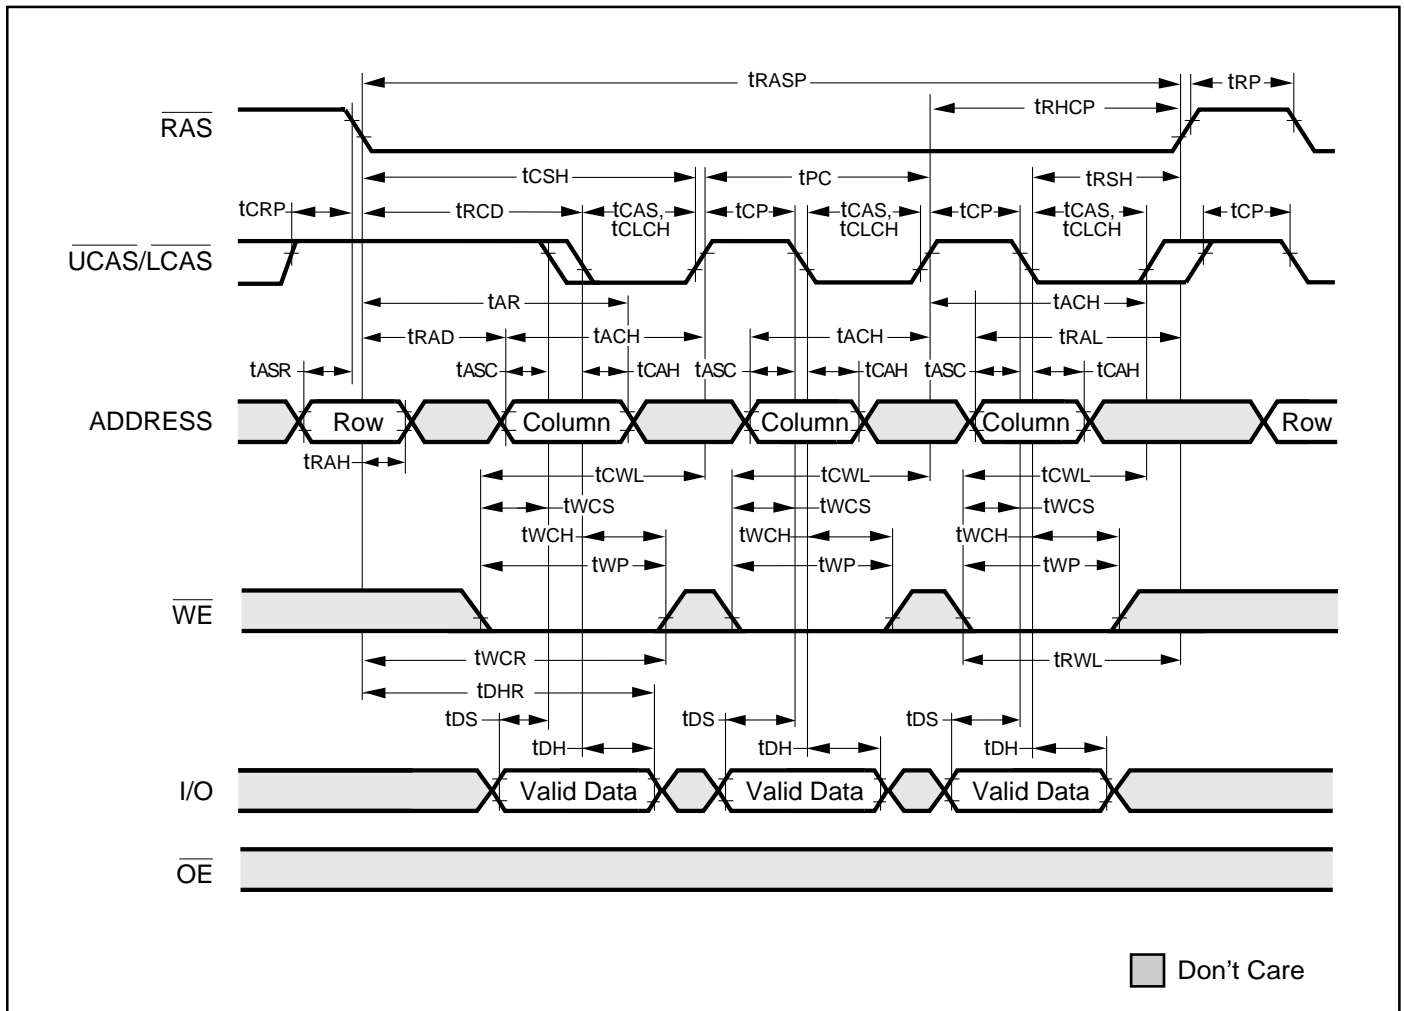 tRASP tRP
tRHCP
RAS
tCSH tPC tRSH
tCRP tRCD tCAS, tCP tCAS, tCP tCAS, tCP
tCLCH tCLCH tCLCH
UCAS/LCAS
tAR tACH
tRAD tACH tACH tRAL
tASR tASC tCAH tASC tCAH tASC tCAH
ADDRESS Row Column Column Column Row
tRAH
tCWL tCWL tCWL
tWCS tWCS tWCS
tWCH tWCH tWCH
tWP tWP tWP
WE
tWCR tRWL
tDHR
tDS tDS tDS
tDH tDH tDH
I/O Valid Data Valid Data Valid Data
OE
Don't Care